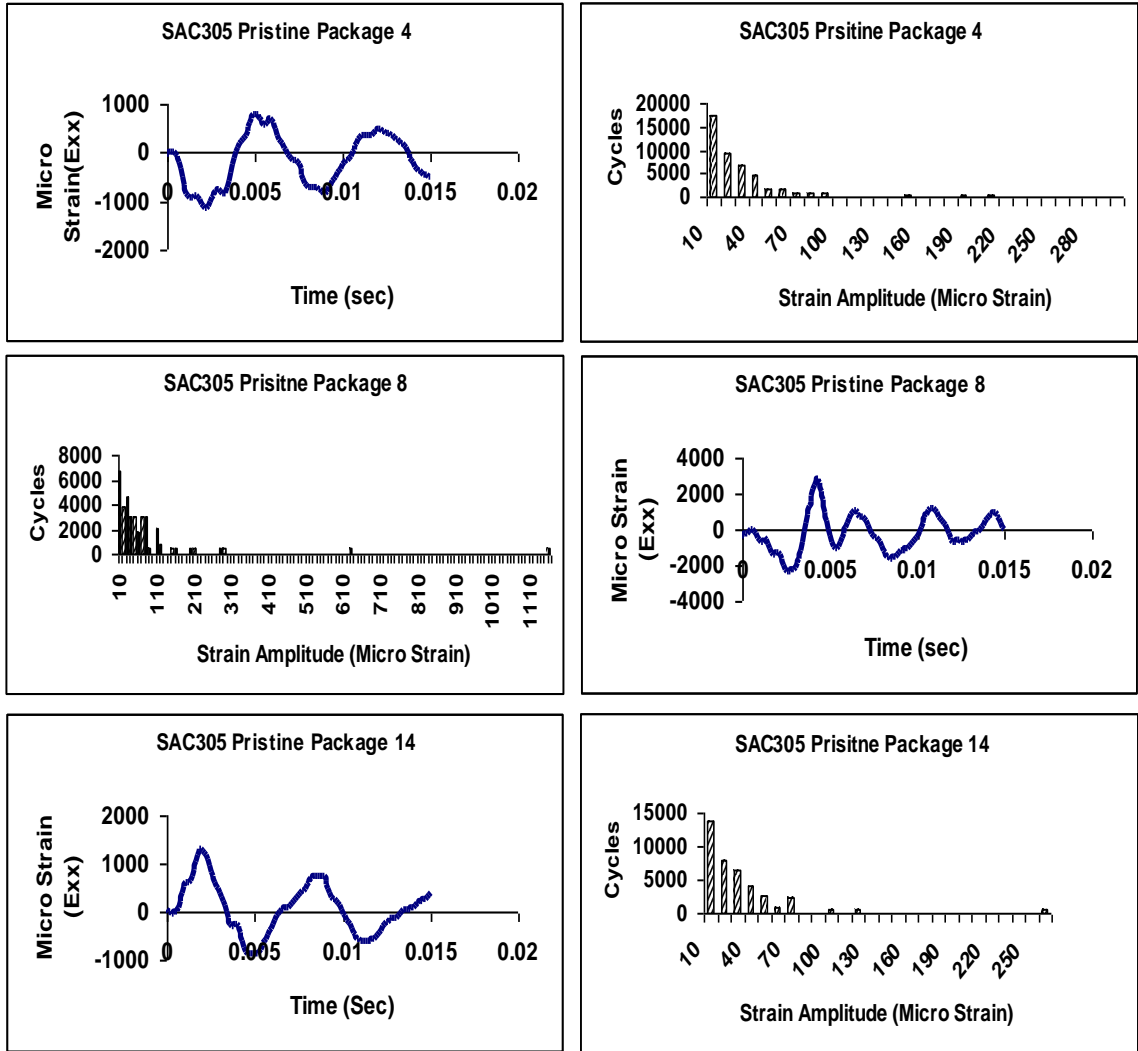 SAC305 Pristine Package 4
1000
0
-1000
-2000
Micro
Strain(Exx)
0 0.005 0.01 0.015 0.02
Time (sec)
SAC305 Prsitine Package 4
20000
15000
10000
5000
0
Cycles
10 40 70 100 130 160 190 220 250 280
Strain Amplitude (Micro Strain)
SAC305 Prisitne Package 8
8000
6000
4000
2000
0
Cycles
10 110 210 310 410 510 610 710 810 910 1010 1110
Strain Amplitude (Micro Strain)
SAC305 Pristine Package 8
4000
2000
0
-2000
-4000
Micro Strain
(Exx)
0 0.005 0.01 0.015 0.02
Time (sec)
SAC305 Pristine Package 14
2000
1000
0
-1000
Micro Strain
(Exx)
0 0.005 0.01 0.015 0.02
Time (Sec)
SAC305 Prisitne Package 14
15000
10000
5000
0
Cycles
10 40 70 100 130 160 190 220 250
Strain Amplitude (Micro Strain)